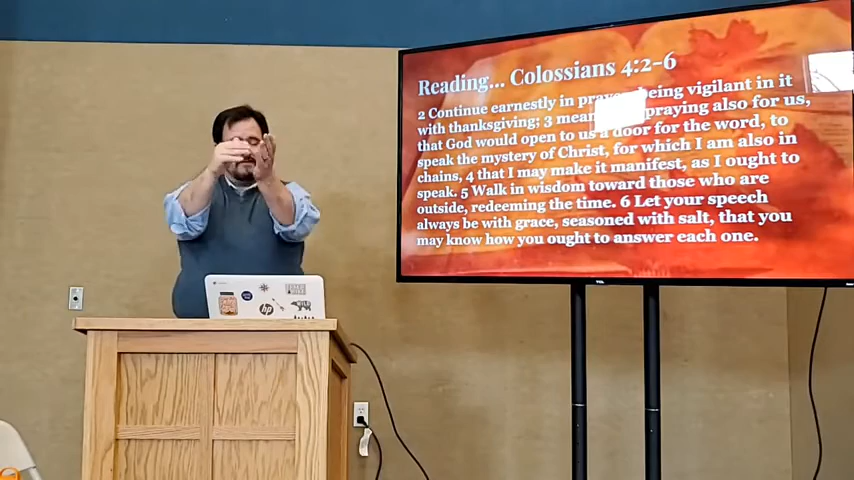 Reading... Colossians 4:2-6
2 Continue earnestly in prayer, being vigilant in it
with thanksgiving; 3 praying also for us,
that God would open to us a door for the word, to
speak the mystery of Christ, for which I am also in
chains, 4 that I may make it manifest, as I ought to
speak. 5 Walk in wisdom toward those who are
outside, redeeming the time. 6 Let your speech
always be with grace, seasoned with salt, that you
may know how you ought to answer each one.
TCL
hp